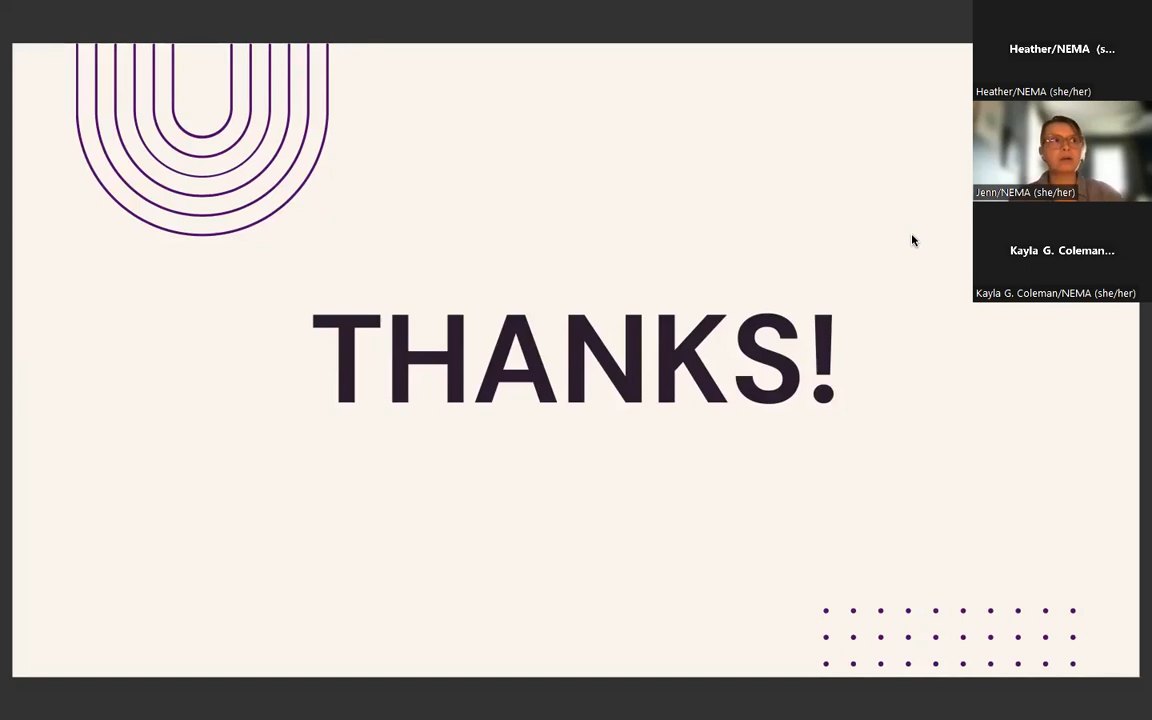 Heather/NEMA (s...
Heather/NEMA (she/her)
Jenn/NEMA (she/her)
Kayla G. Coleman...
Kayla G. Coleman/NEMA (she/her)
THANKS!